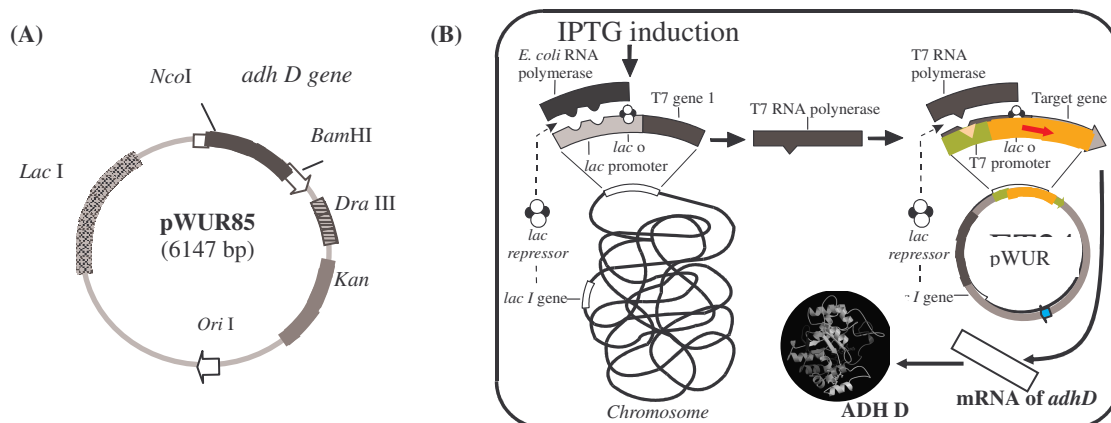 (A)
NcoI
adh D gene
BamHI
Lac I
Dra III
pWUR85
(6147 bp)
Kan
Ori I
(B)
IPTG induction
E. coli RNA
polymerase
T7 gene 1
lac o
lac promoter
lac
repressor
lac I gene
Chromosome
T7 RNA polynerase
T7 RNA
polymerase
Target gene
lac o
T7 promoter
lac
repressor
I gene
pWUR
mRNA of adhD
ADH D